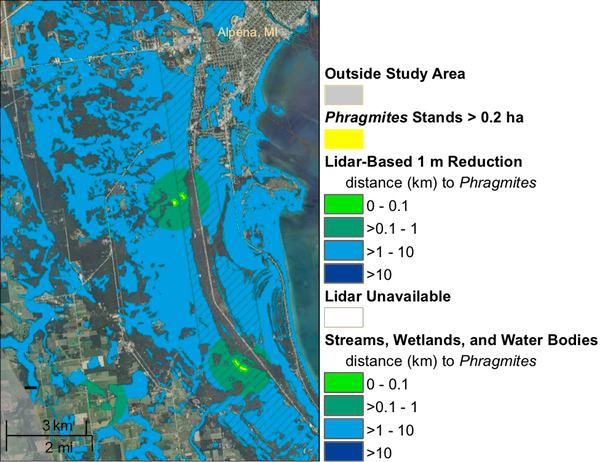 Alpena, MI
3 km
2 mi
Outside Study Area
Phragmites Stands > 0.2 ha
Lidar-Based 1 m Reduction
distance (km) to Phragmites
0 - 0.1
>0.1 - 1
>1 - 10
>10
Lidar Unavailable
Streams, Wetlands, and Water Bodies
distance (km) to Phragmites
0 - 0.1
>0.1 - 1
>1 - 10
>10